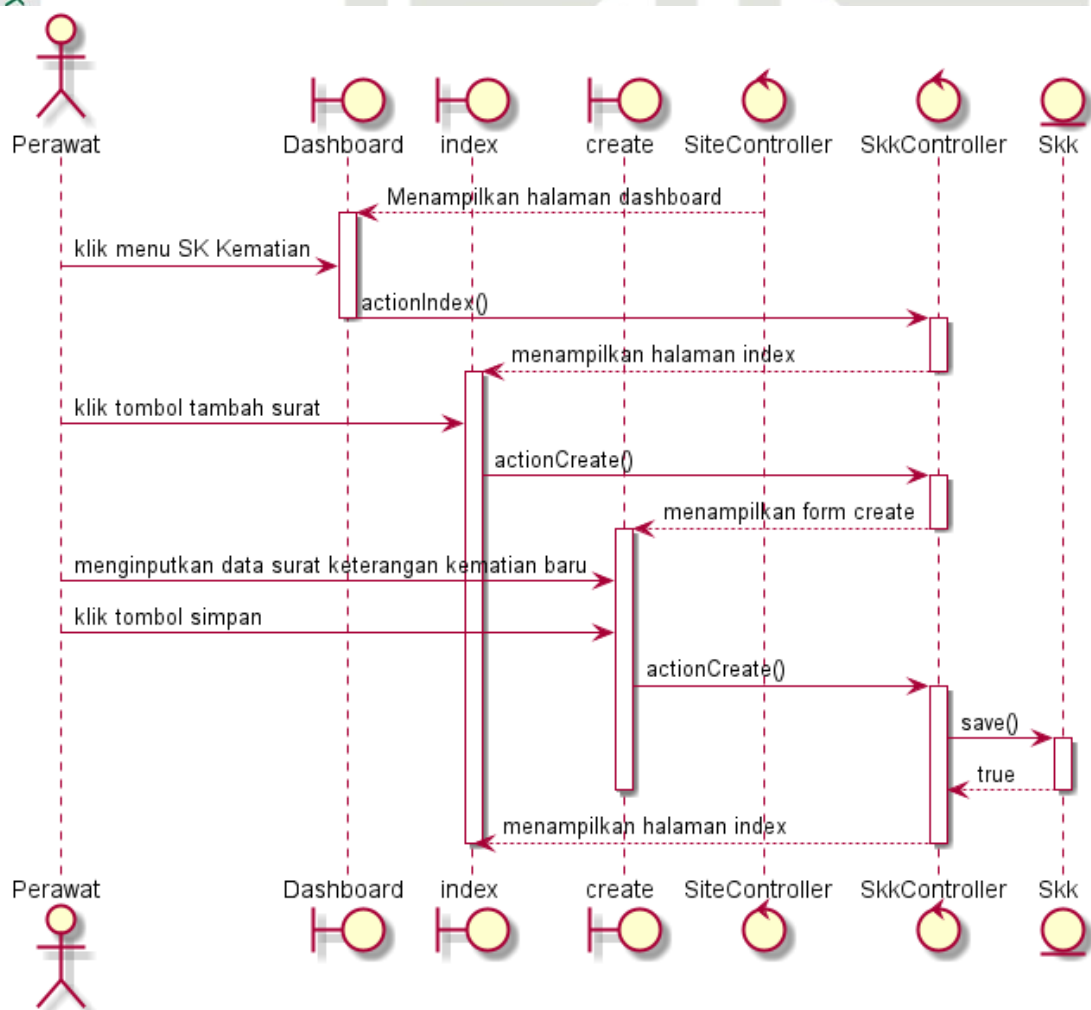 Perawat
Dashboard
index
create
SiteController
SkkController
Skk
Menampilkan halaman dashboard
klik menu SK Kematian
actionIndex()
menampilkan halaman index
klik tombol tambah surat
actionCreate()
menampilkan form create
menginputkan data surat keterangan kematian baru
klik tombol simpan
actionCreate()
save()
true
menampilkan halaman index
Perawat
Dashboard
index
create
SiteController
SkkController
Skk